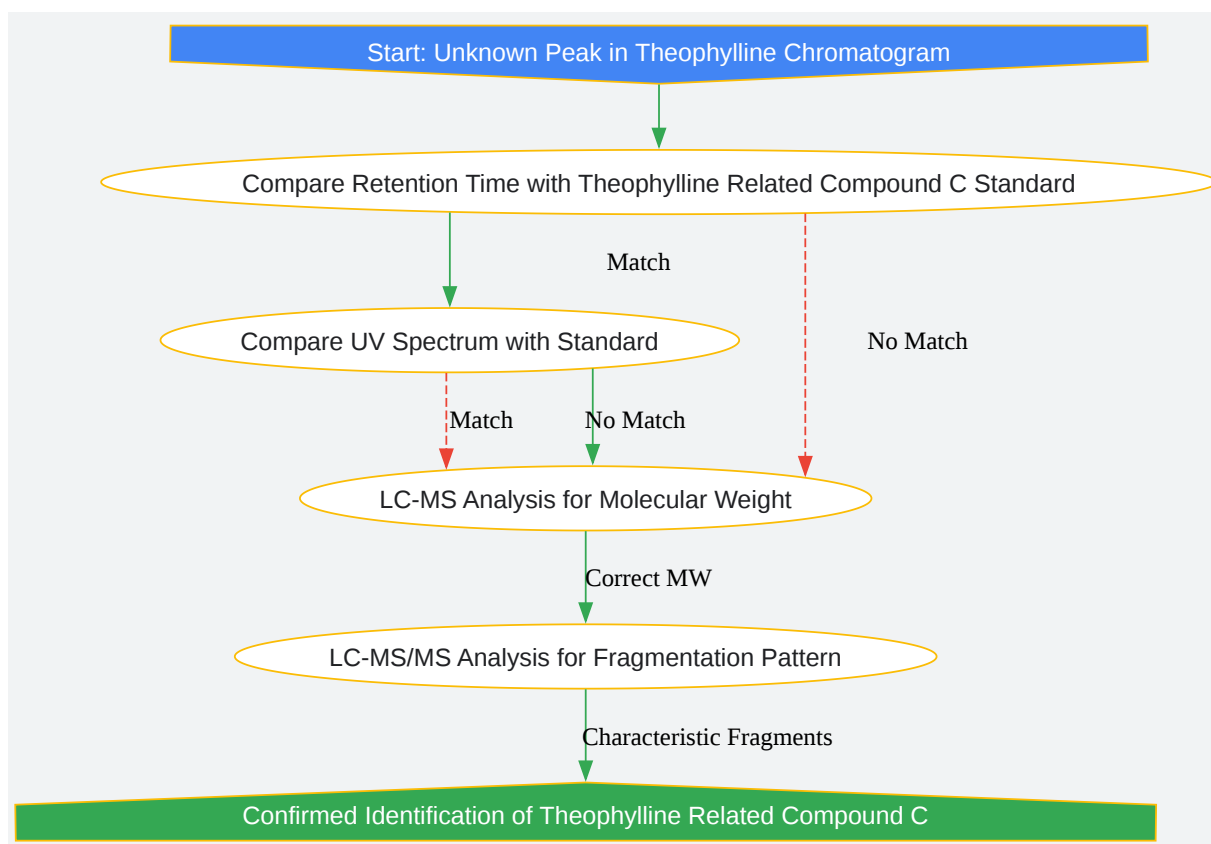 Start: Unknown Peak in Theophylline Chromatogram
Compare Retention Time with Theophylline Related Compound C Standard
Match
Compare UV Spectrum with Standard
No Match
Match
No Match
LC-MS Analysis for Molecular Weight
Correct MW
LC-MS/MS Analysis for Fragmentation Pattern
Characteristic Fragments
Confirmed Identification of Theophylline Related Compound C